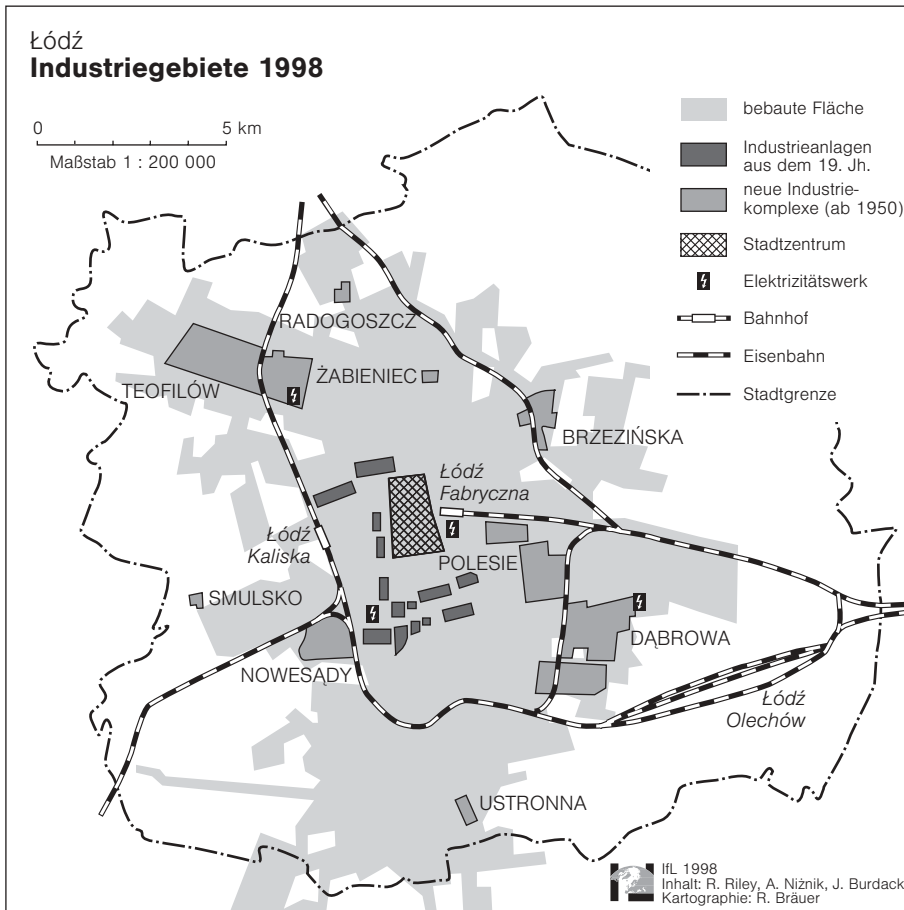 Łódź
Industriegebiete 1998
0 5 km
Maßstab 1 : 200 000
bebaute Fläche
Industrieanlagen
aus dem 19. Jh.
neue Industrie-
komplexe (ab 1950)
Stadtzentrum
Elektrizitätswerk
Bahnhof
Eisenbahn
Stadtgrenze
RADOGOSZCZ
TEOFILÓW
ŻABIENIEC
BRZEZIŃSKA
Łódź
Fabryczna
Łódź
Kaliska
POLESIE
SMULSKO
NOWESĄDY
DĄBROWA
Łódź
Olechów
USTRONNA
IfL 1998
Inhalt: R. Riley, A. Niżnik, J. Burdack
Kartographie: R. Bräuer